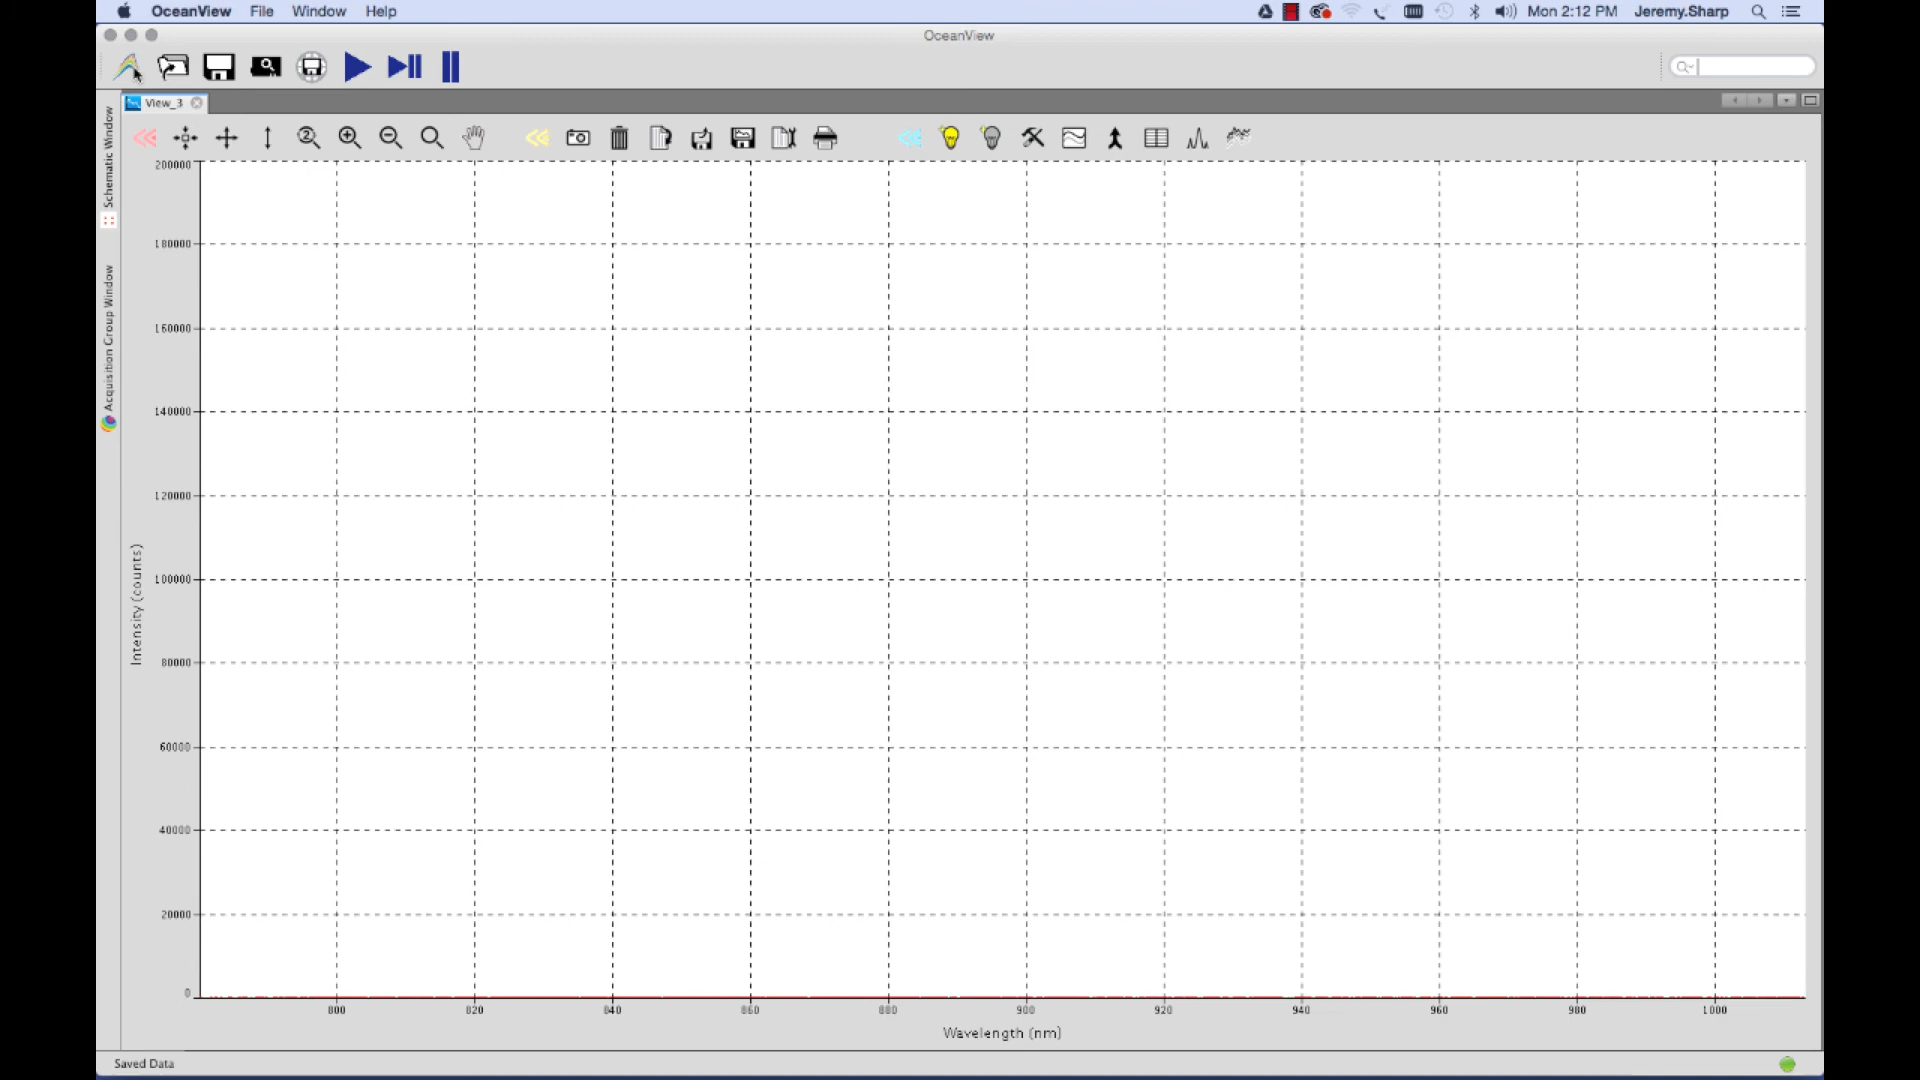 OceanView File Window Help Mon 2:12 PM Jeremy.Sharp
OceanView
View_3
Schematic Window
Acquisition Group Window
200000
180000
160000
140000
120000
100000
80000
60000
40000
20000
0
Intensity (counts)
800 820 840 860 880 900 920 940 960 980 1000
Wavelength (nm)
Saved Data